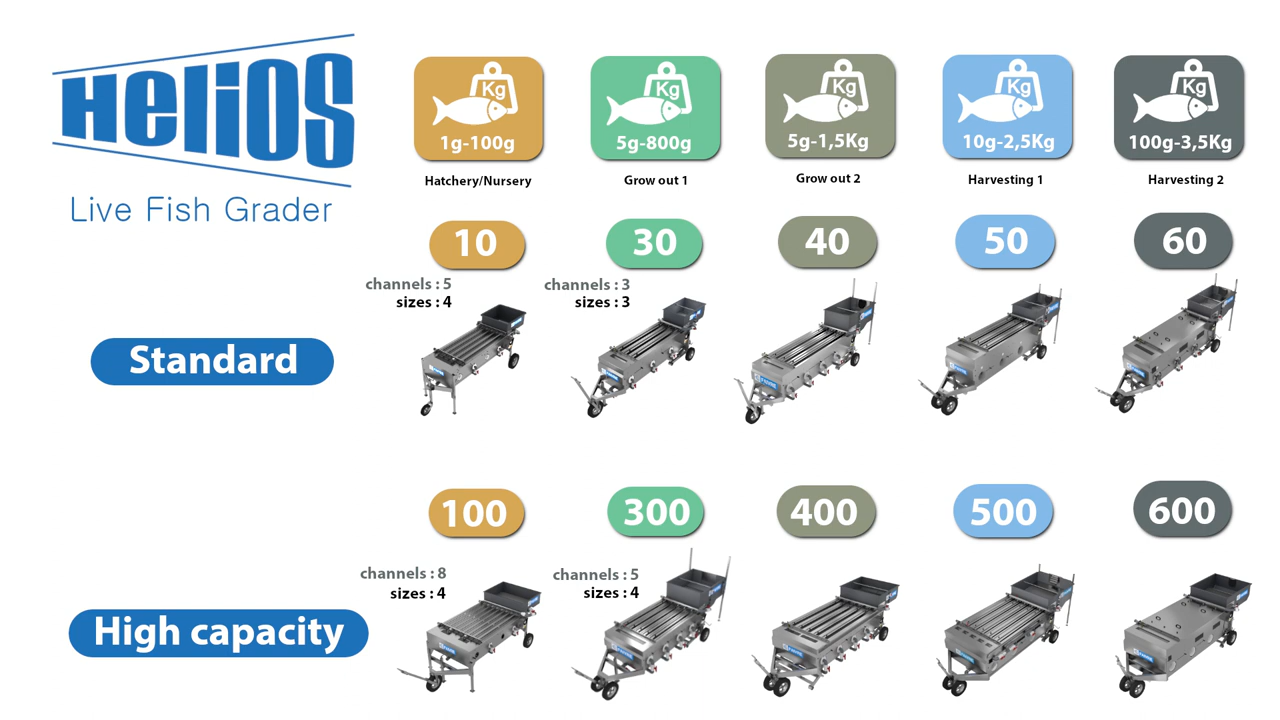 HeliOS
Live Fish Grader
Kg
1g-100g
Hatchery/Nursery
Kg
5g-800g
Grow out 1
Kg
5g-1,5Kg
Grow out 2
Kg
10g-2,5Kg
Harvesting 1
Kg
100g-3,5Kg
Harvesting 2
Standard
10
channels : 5
sizes : 4
30
channels : 3
sizes : 3
40
50
60
High capacity
100
channels : 8
sizes : 4
300
channels : 5
sizes : 4
400
500
600